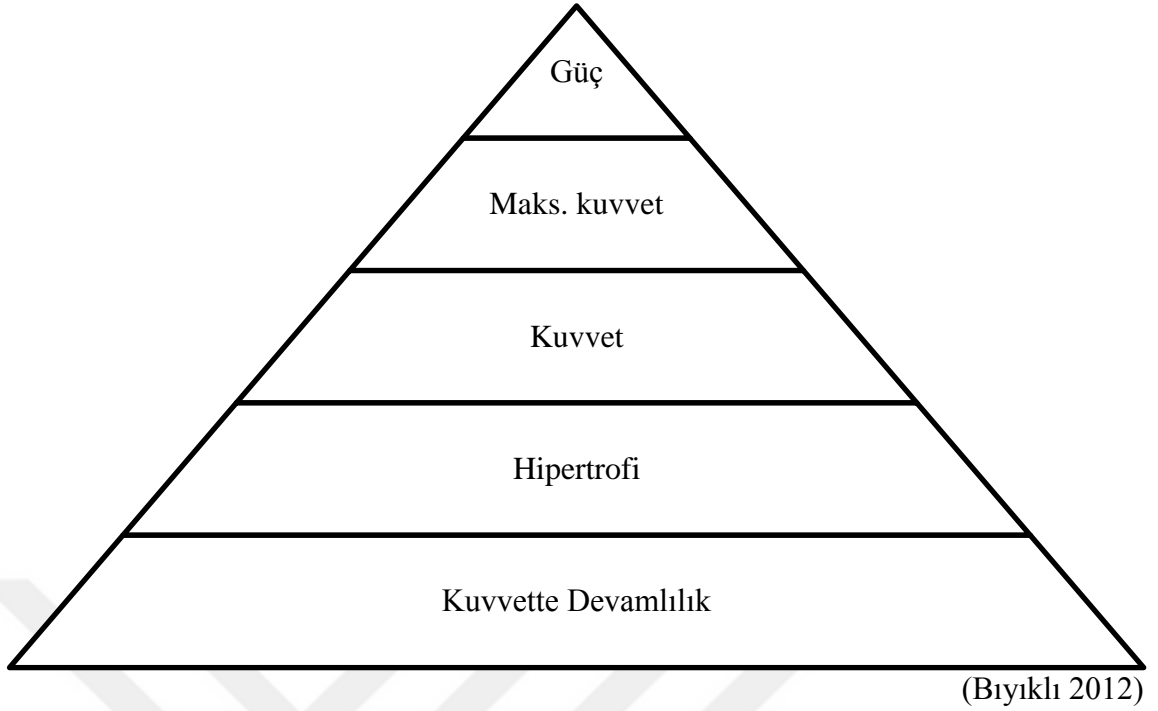 Güç
Maks. kuvvet
Kuvvet
Hipertrofi
Kuvvette Devamlılık
(Bıyıklı 2012)